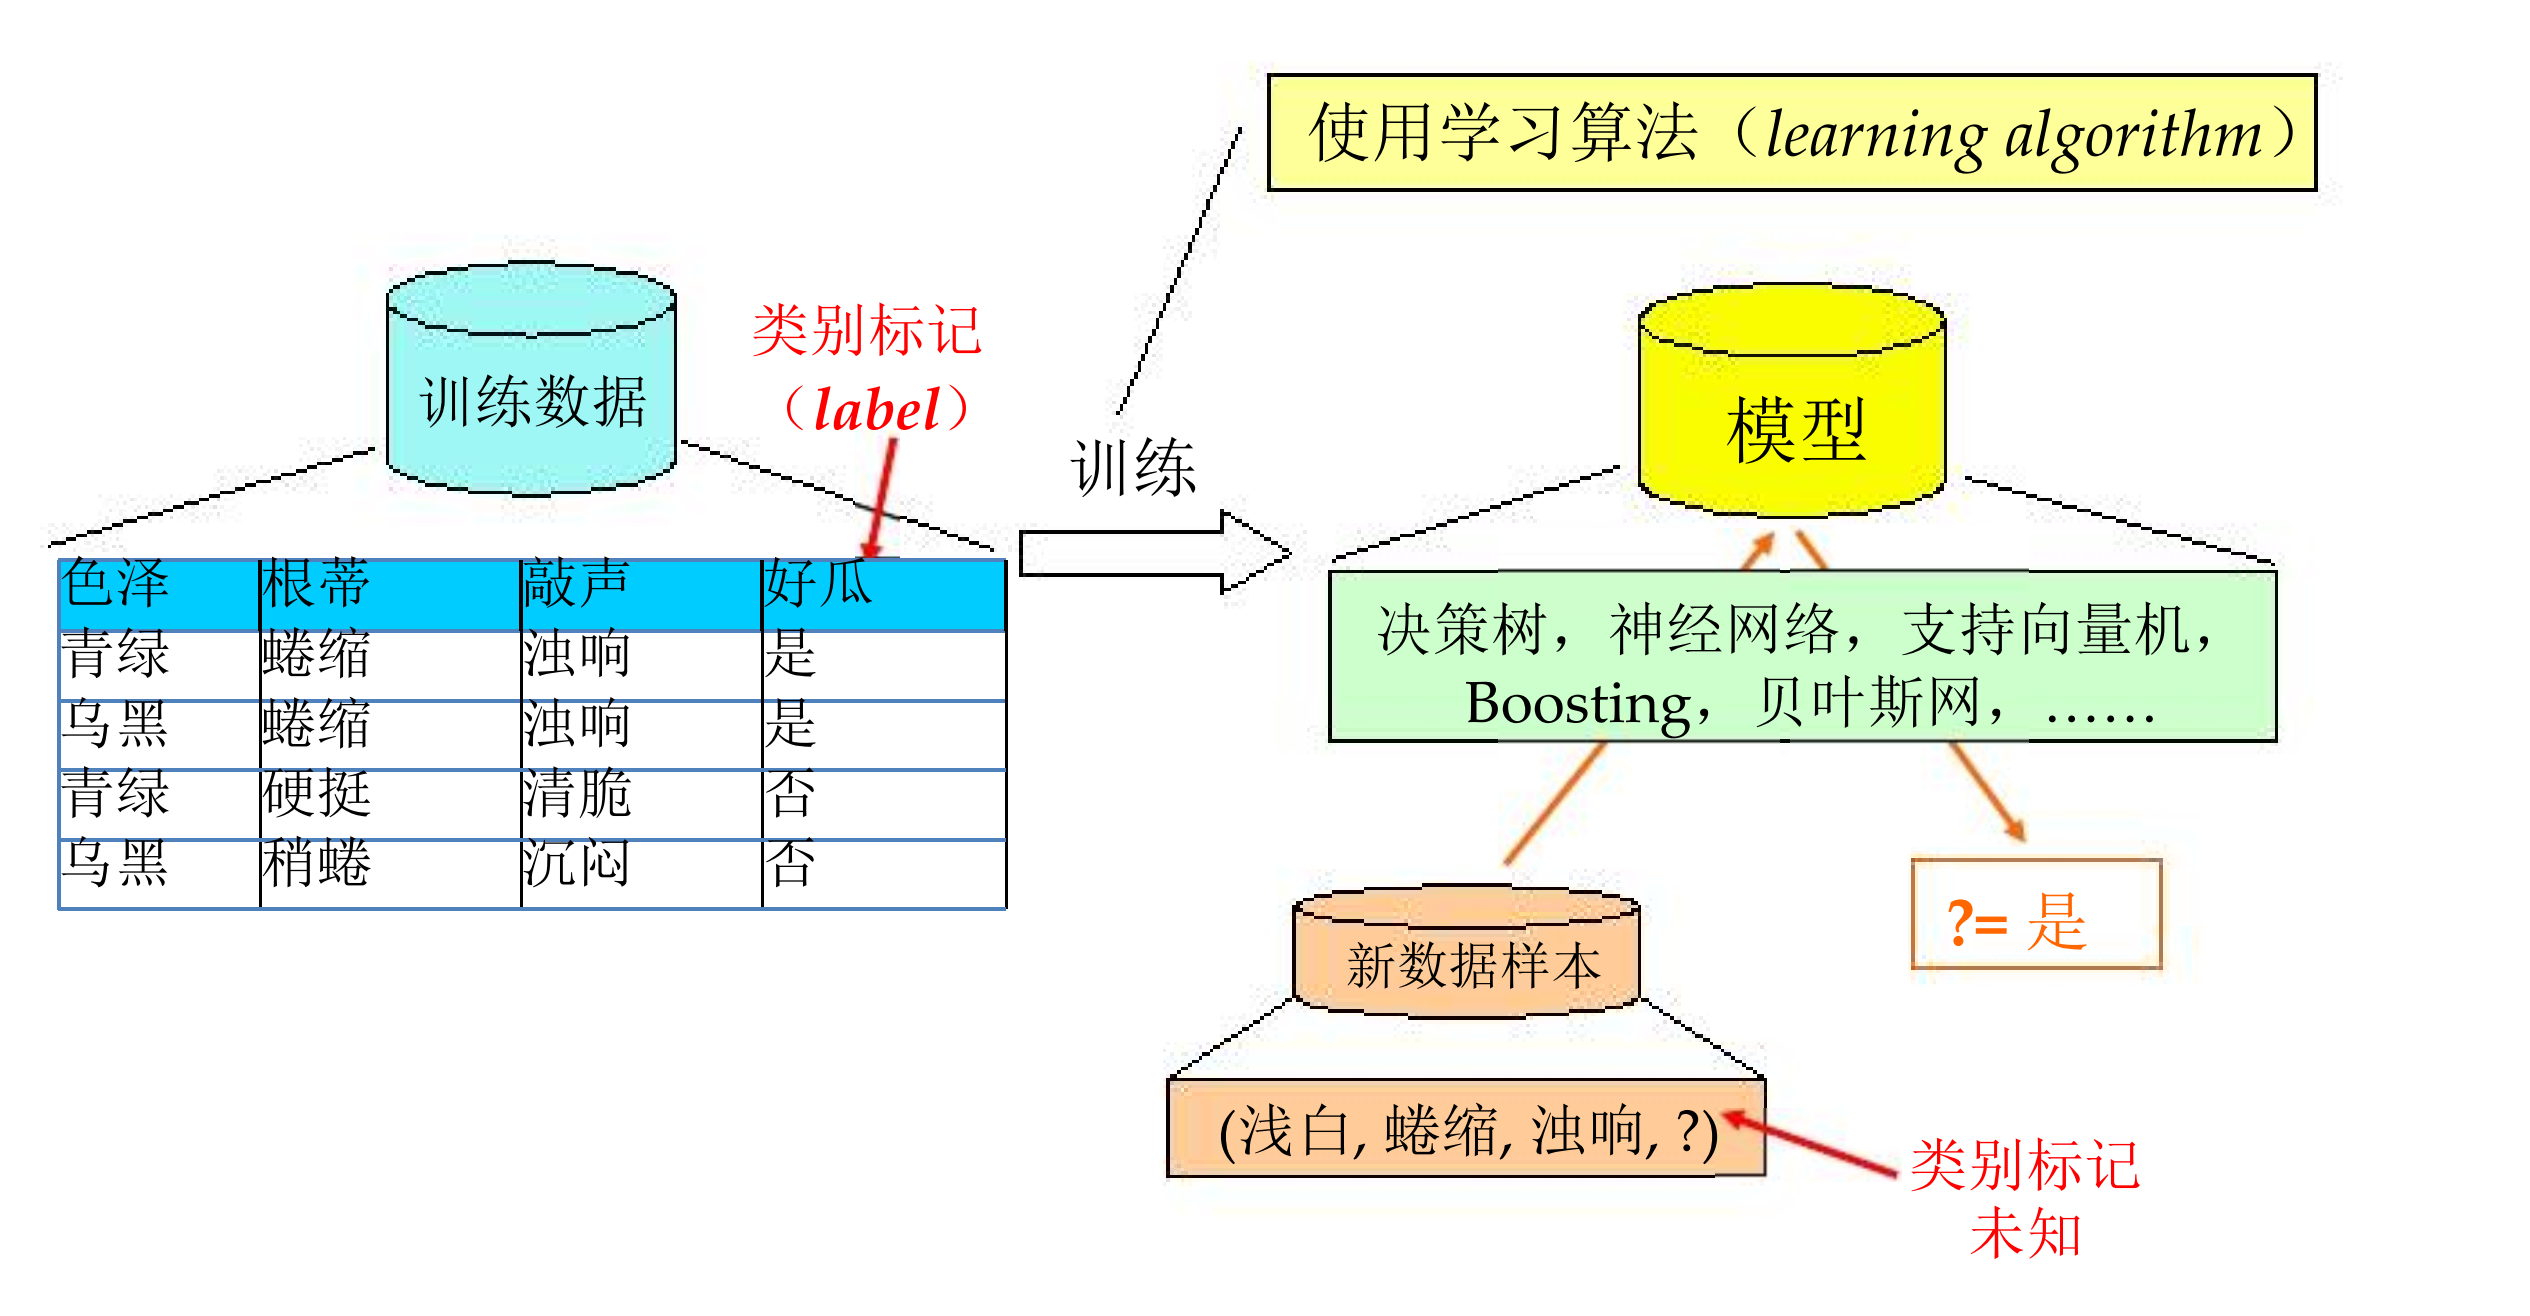 使用学习算法（learning algorithm）
训练数据
类别标记
（label）
训练
模型
色泽 根蒂 敲声 好瓜
青绿 蜷缩 浊响 是
乌黑 蜷缩 浊响 是
青绿 硬挺 清脆 否
乌黑 稍蜷 沉闷 否
决策树，神经网络，支持向量机，
Boosting，贝叶斯网，……
?= 是
新数据样本
(浅白, 蜷缩, 浊响, ?)
类别标记
未知